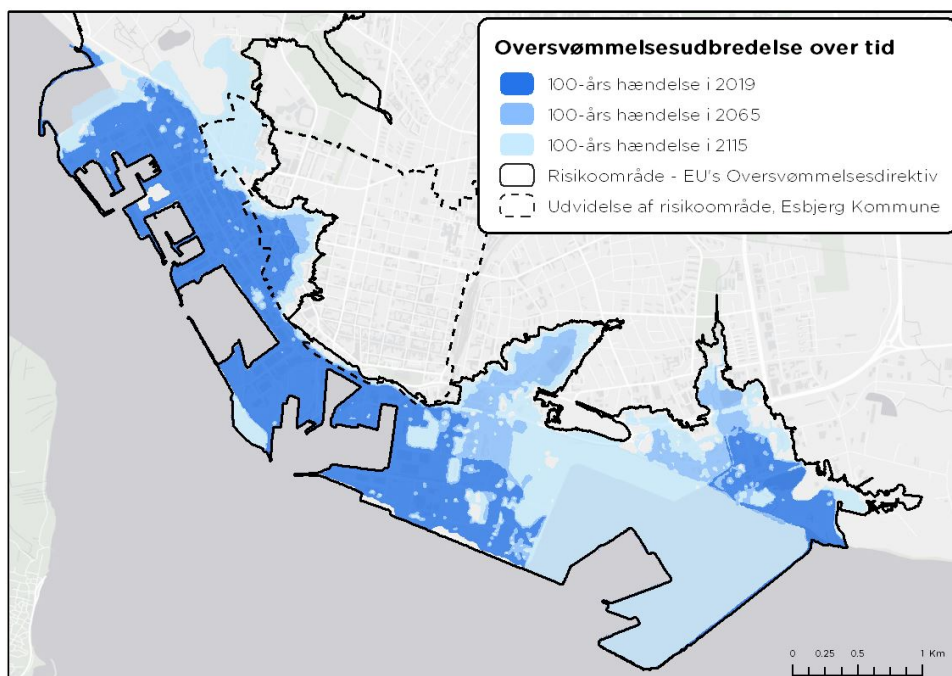 Oversvømmelsesudbredelse over tid
100-års hændelse i 2019
100-års hændelse i 2065
100-års hændelse i 2115
Risikoområde - EU's Oversvømmelsesdirektiv
Udvidelse af risikoområde, Esbjerg Kommune
0 0.25 0.5 1 Km